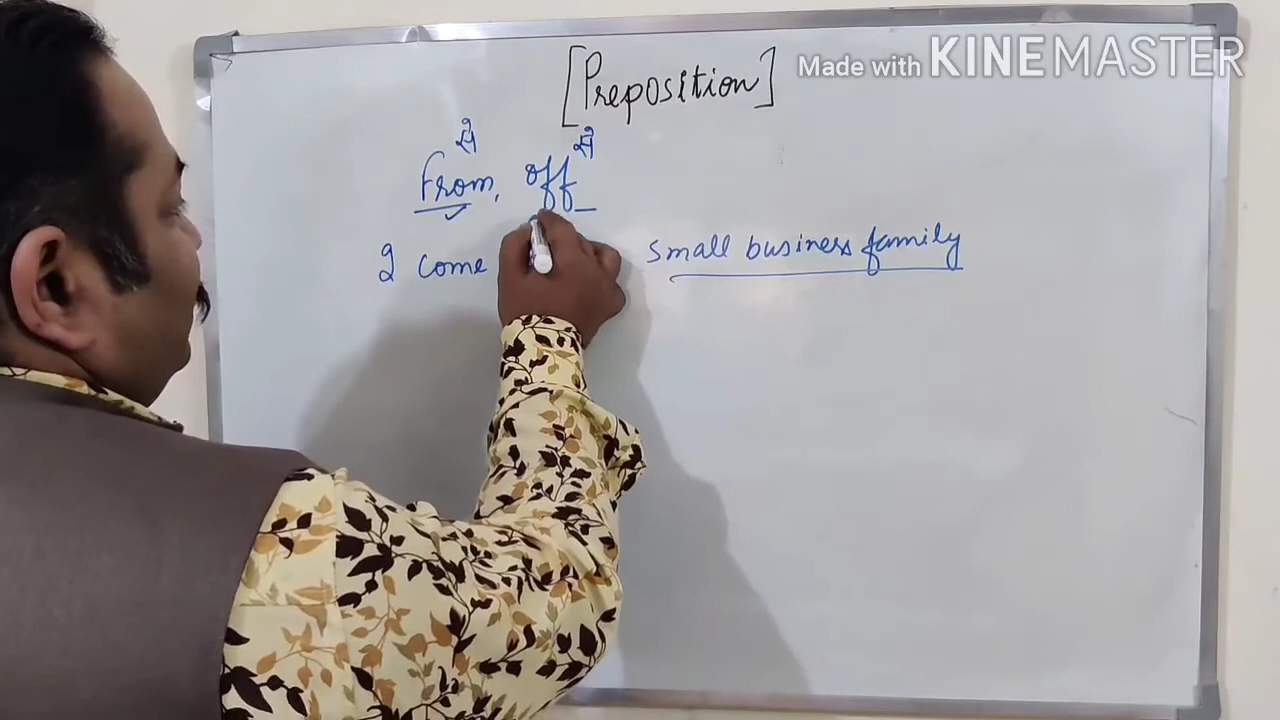 [Preposition]
Made with KINEMASTER
से से
From, off
I come small business family